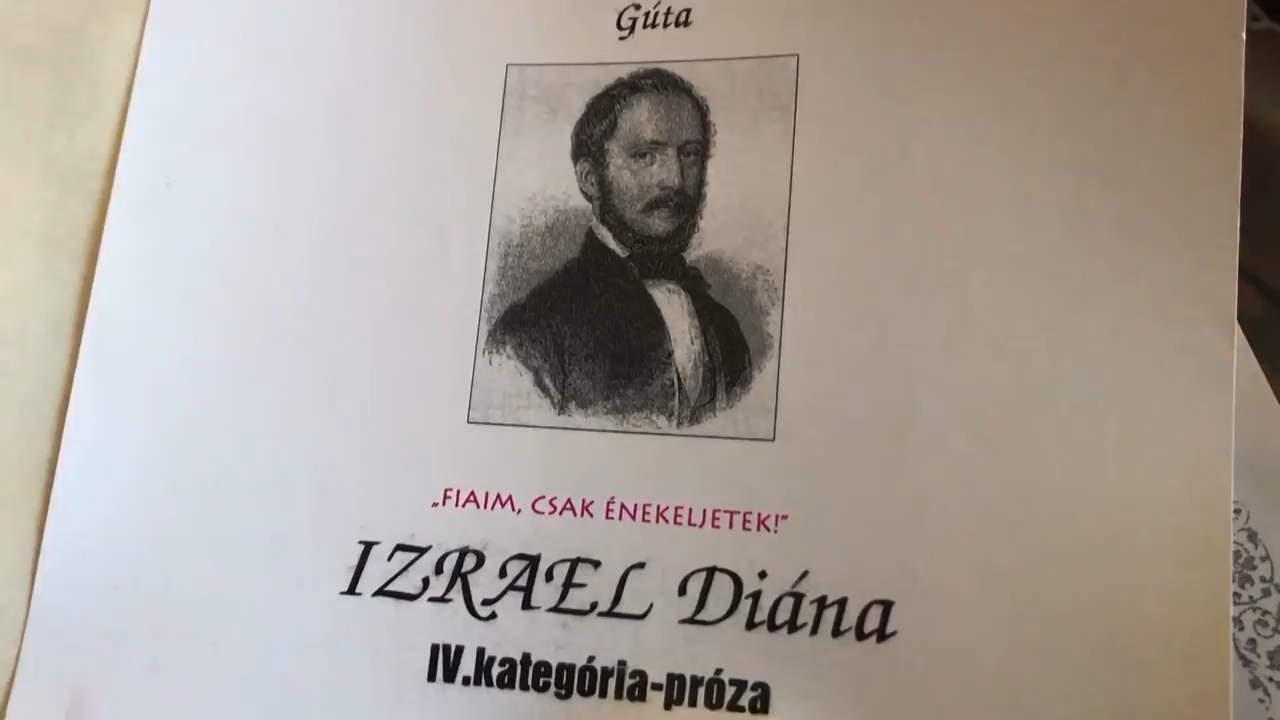 Gúta
„FIAIM, CSAK ÉNEKELJETEK!”
IZRAEL Diána
IV.kategória-próza